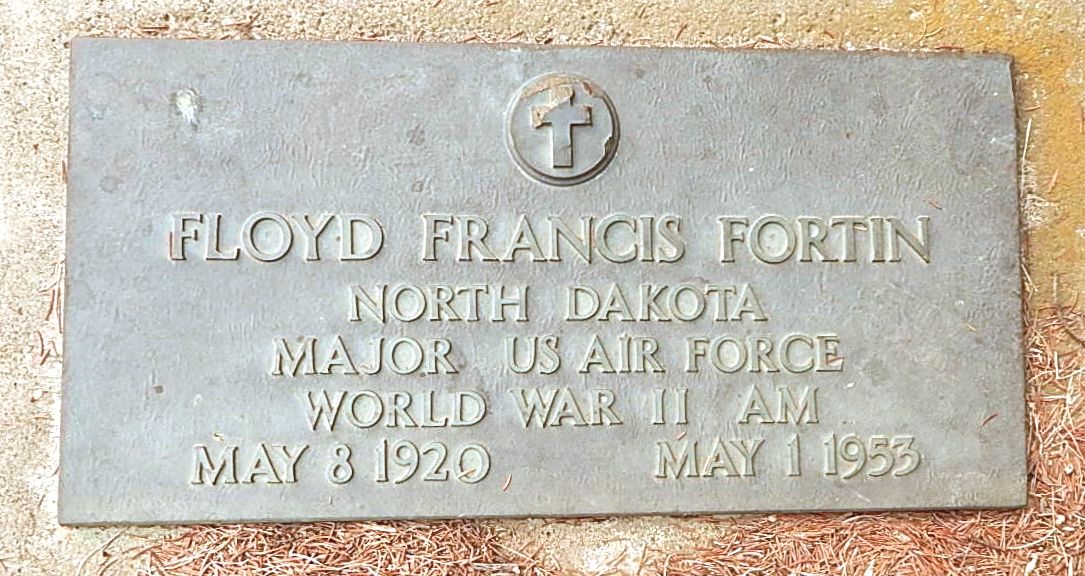 FLOYD FRANCIS FORTIN
NORTH DAKOTA
MAJOR US AIR FORCE
WORLD WAR II AM
MAY 8 1920 MAY 1 1953